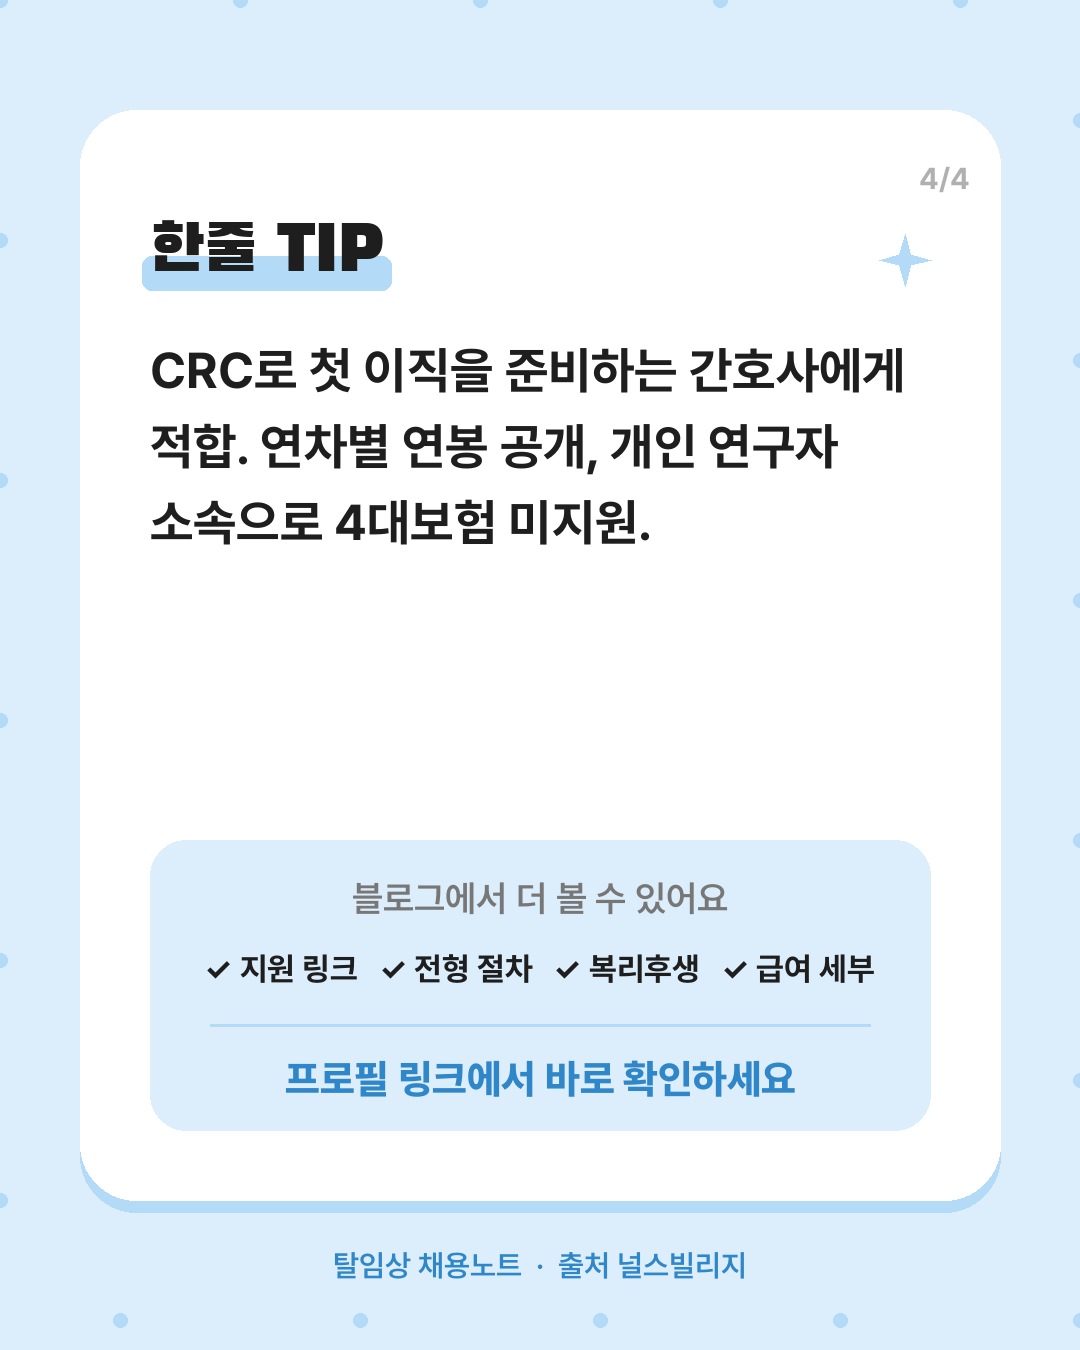 4/4
한줄 TIP
CRC로 첫 이직을 준비하는 간호사에게
적합. 연차별 연봉 공개, 개인 연구자
소속으로 4대보험 미지원.
블로그에서 더 볼 수 있어요
✓ 지원 링크 ✓ 전형 절차 ✓ 복리후생 ✓ 급여 세부
프로필 링크에서 바로 확인하세요
탈임상 채용노트 · 출처 널스빌리지